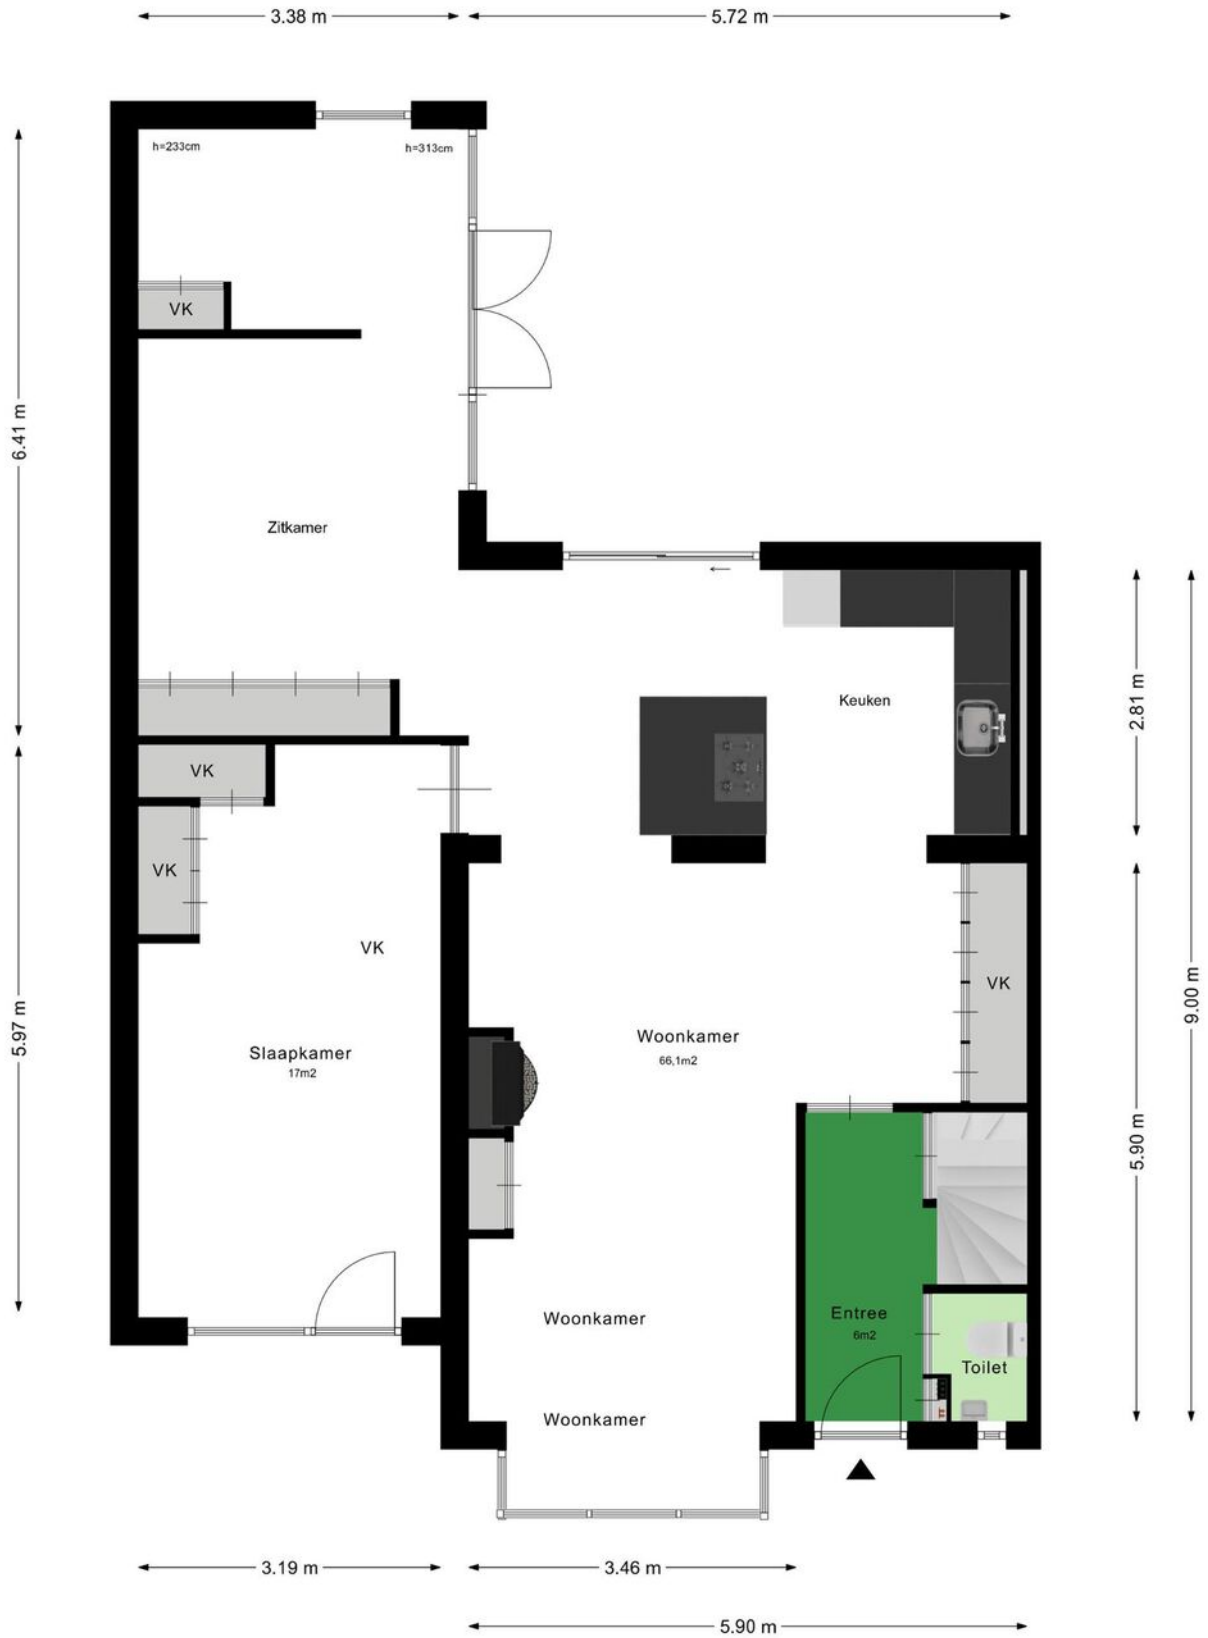 3.38 m
5.72 m
h=233cm
h=313cm
VK
6.41 m
Zitkamer
Keuken
2.81 m
VK
VK
VK
VK
9.00 m
5.97 m
Woonkamer
66,1m2
Slaapkamer
17m2
5.90 m
Entree
6m2
Woonkamer
Toilet
Woonkamer
3.19 m
3.46 m
5.90 m